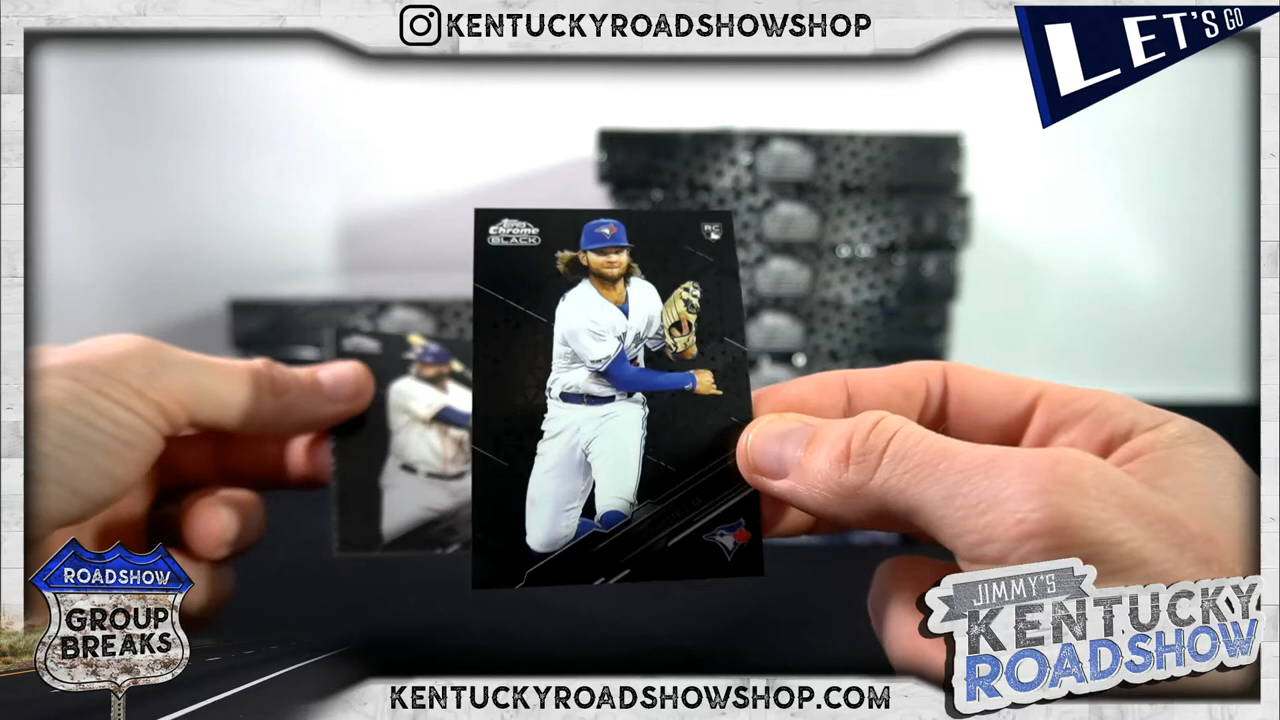 KENTUCKYROADSHOWSHOP
LET'S GO
Topps
Chrome
BLACK
RC
ROADSHOW
GROUP
BREAKS
JIMMY'S
KENTUCKY
ROADSHOW
KENTUCKYROADSHOWSHOP.COM